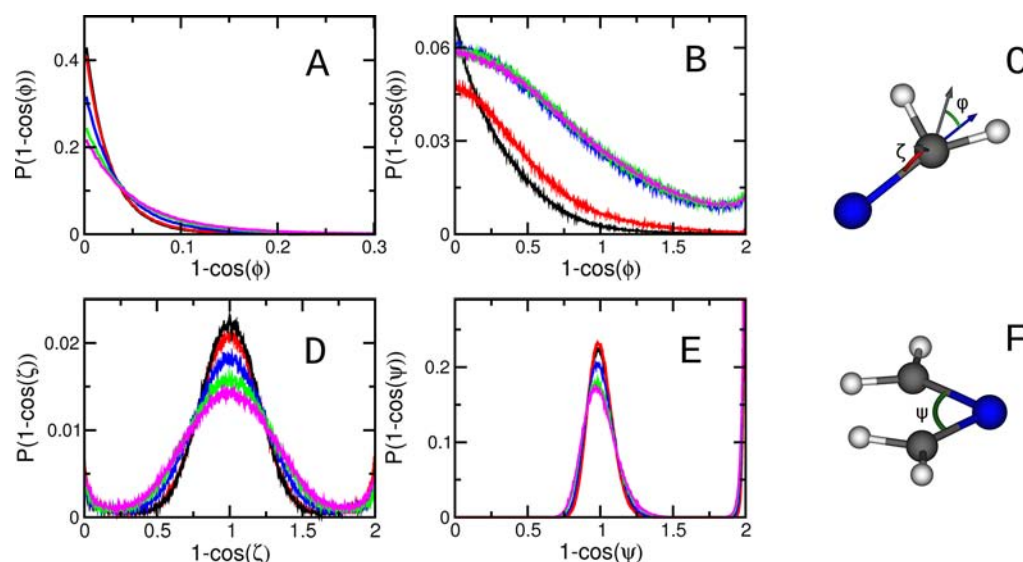 A
P(1-cos(ϕ))
0.4
0.2
0
0 0.1 0.2 0.3
1-cos(ϕ)
B
P(1-cos(ϕ))
0.06
0.03
0
0 0.5 1 1.5 2
1-cos(ϕ)
C
φ
ζ
D
P(1-cos(ζ))
0.02
0.01
0
0 0.5 1 1.5 2
1-cos(ζ)
E
P(1-cos(ψ))
0.2
0.1
0
0 0.5 1 1.5 2
1-cos(ψ)
F
ψ